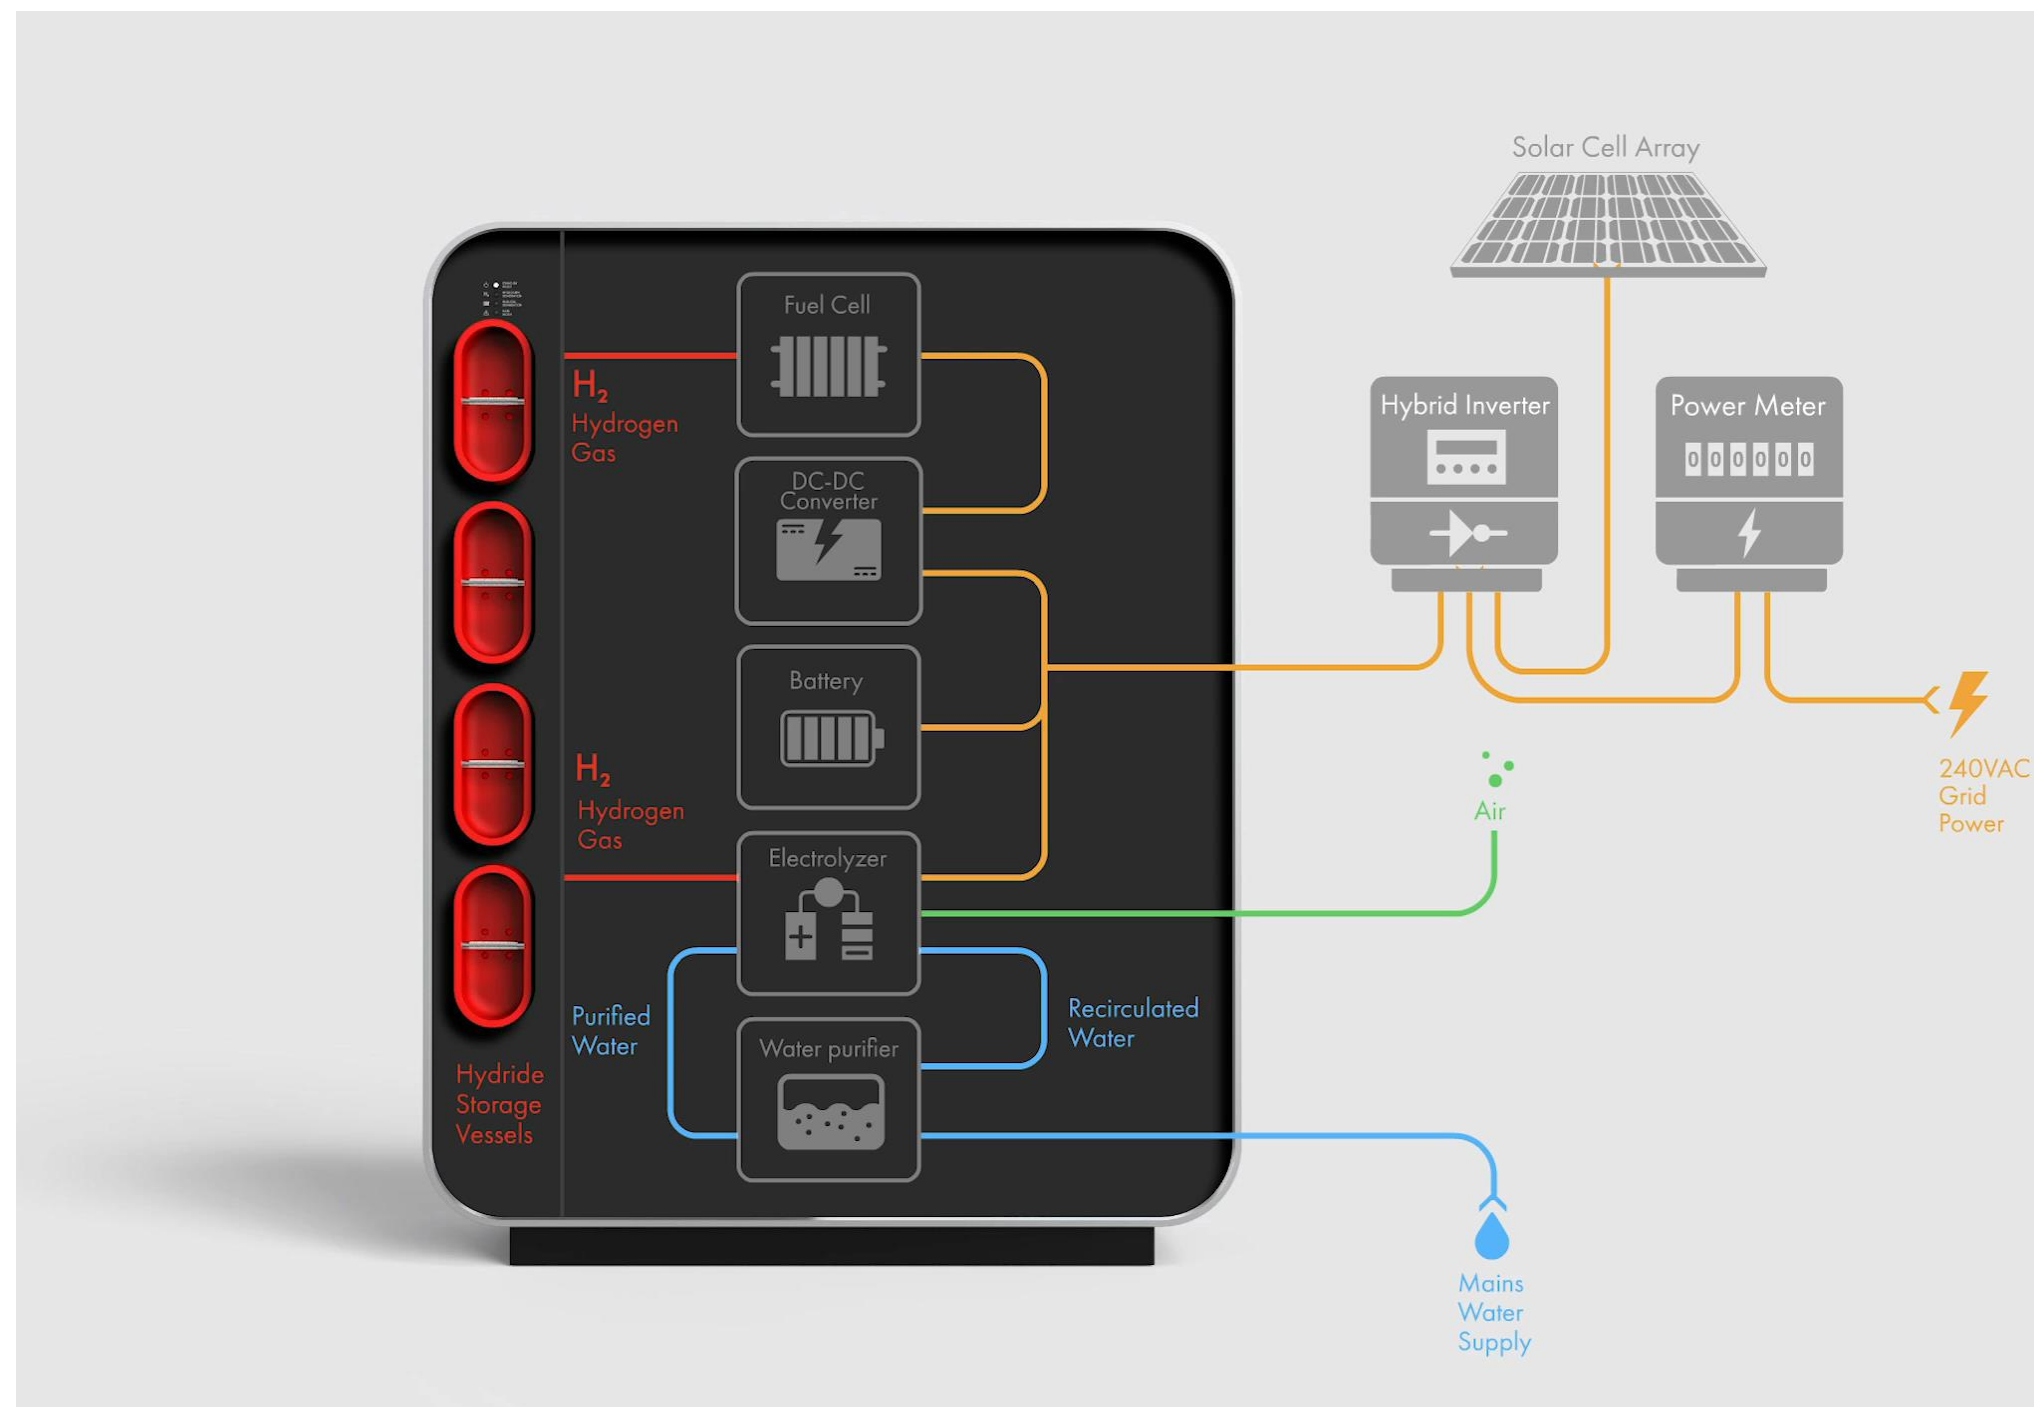 Solar Cell Array
Fuel Cell
H₂
Hydrogen
Gas
DC-DC
Converter
Hybrid Inverter
Power Meter
000000
Battery
H₂
Hydrogen
Gas
Electrolyzer
Air
240VAC
Grid
Power
Purified
Water
Recirculated
Water
Water purifier
Hydride
Storage
Vessels
Mains
Water
Supply